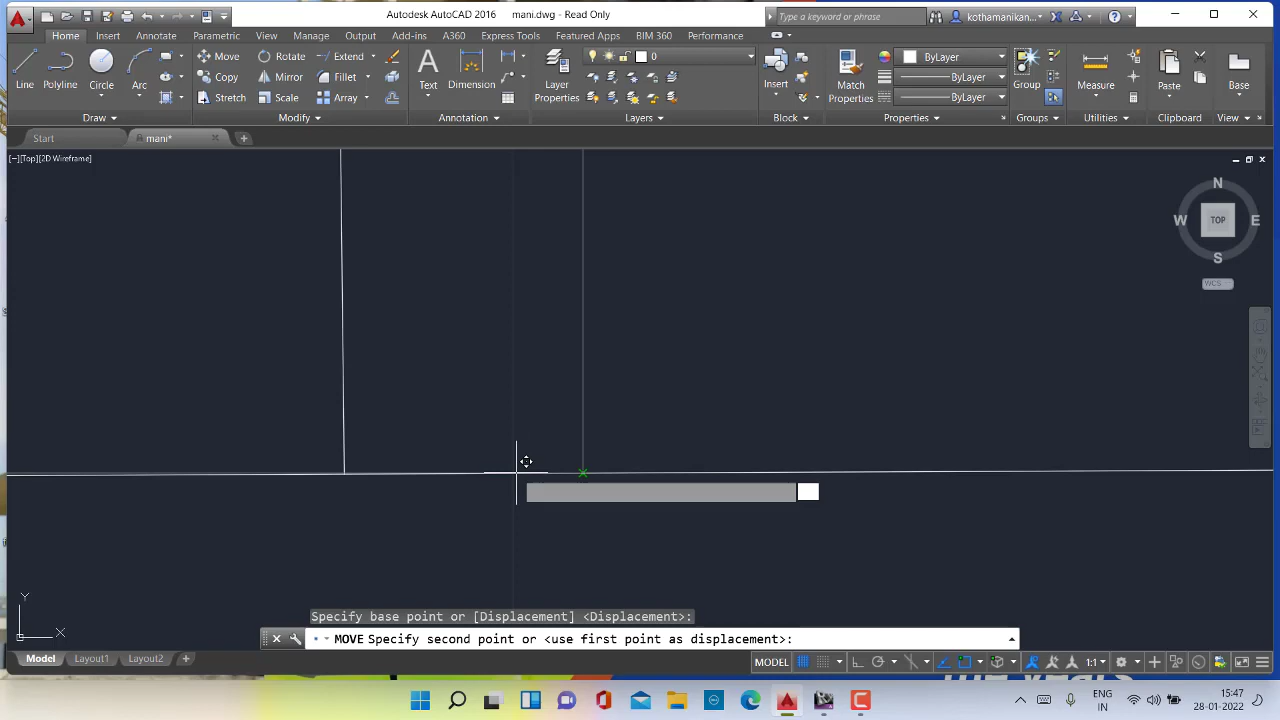 Autodesk AutoCAD 2016 mani.dwg - Read Only
Type a keyword or phrase
kothamanikan...
Home Insert Annotate Parametric View Manage Output Add-ins A360 Express Tools Featured Apps BIM 360 Performance
Line Polyline Circle Arc
Move Rotate Extend
Copy Mirror Fillet
Stretch Scale Array
Text Dimension
Layer Properties
0
Insert
Match Properties
ByLayer
ByLayer
ByLayer
Group
Measure
Paste
Base
Draw Modify Annotation Layers Block Properties Groups Utilities Clipboard View
Start mani*
[−][Top][2D Wireframe]
N
W TOP E
S
WCS
Y
X
Specify base point or [Displacement] <Displacement>:
MOVE Specify second point or <use first point as displacement>:
Model Layout1 Layout2
MODEL 1:1
the years
ENG
IN
15:47
28-01-2022